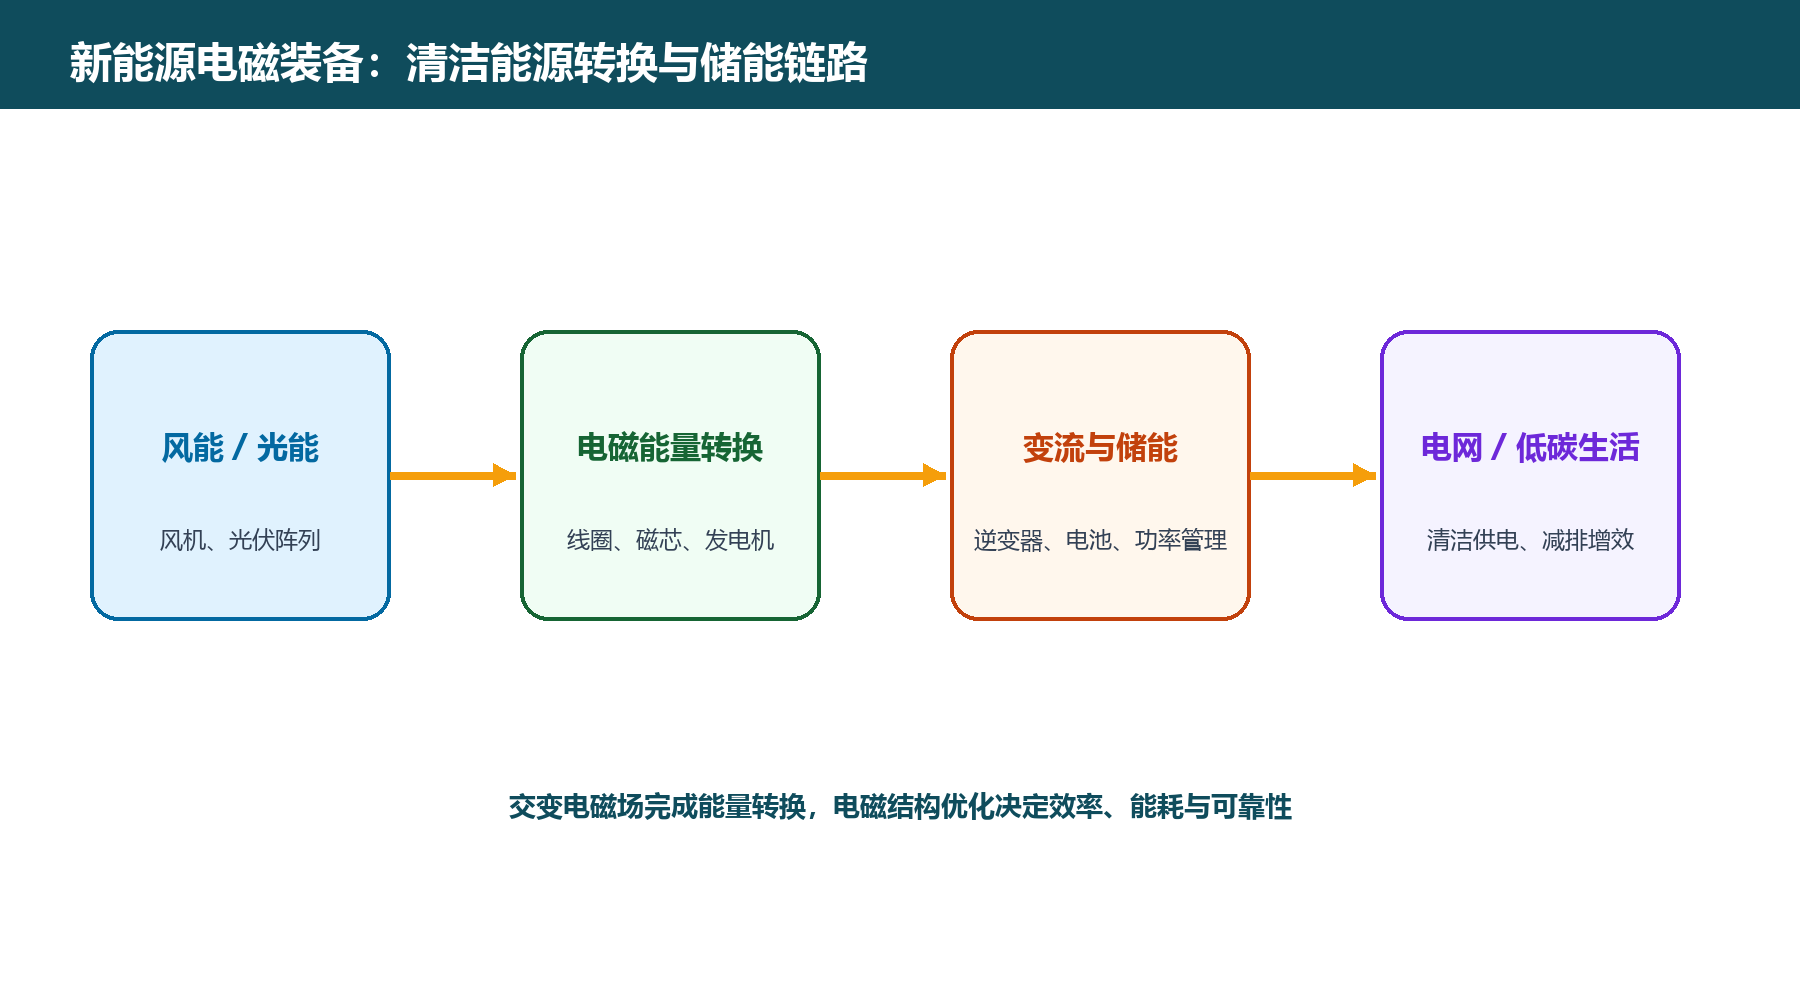 新能源电磁装备：清洁能源转换与储能链路
风能 / 光能
风机、光伏阵列
电磁能量转换
线圈、磁芯、发电机
变流与储能
逆变器、电池、功率管理
电网 / 低碳生活
清洁供电、减排增效
交变电磁场完成能量转换，电磁结构优化决定效率、能耗与可靠性